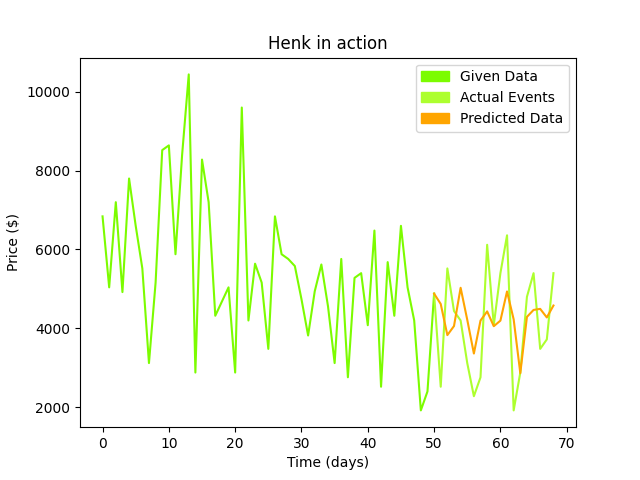 Henk in action
Given Data
Actual Events
Predicted Data
Price ($)
10000
8000
6000
4000
2000
0 10 20 30 40 50 60 70
Time (days)